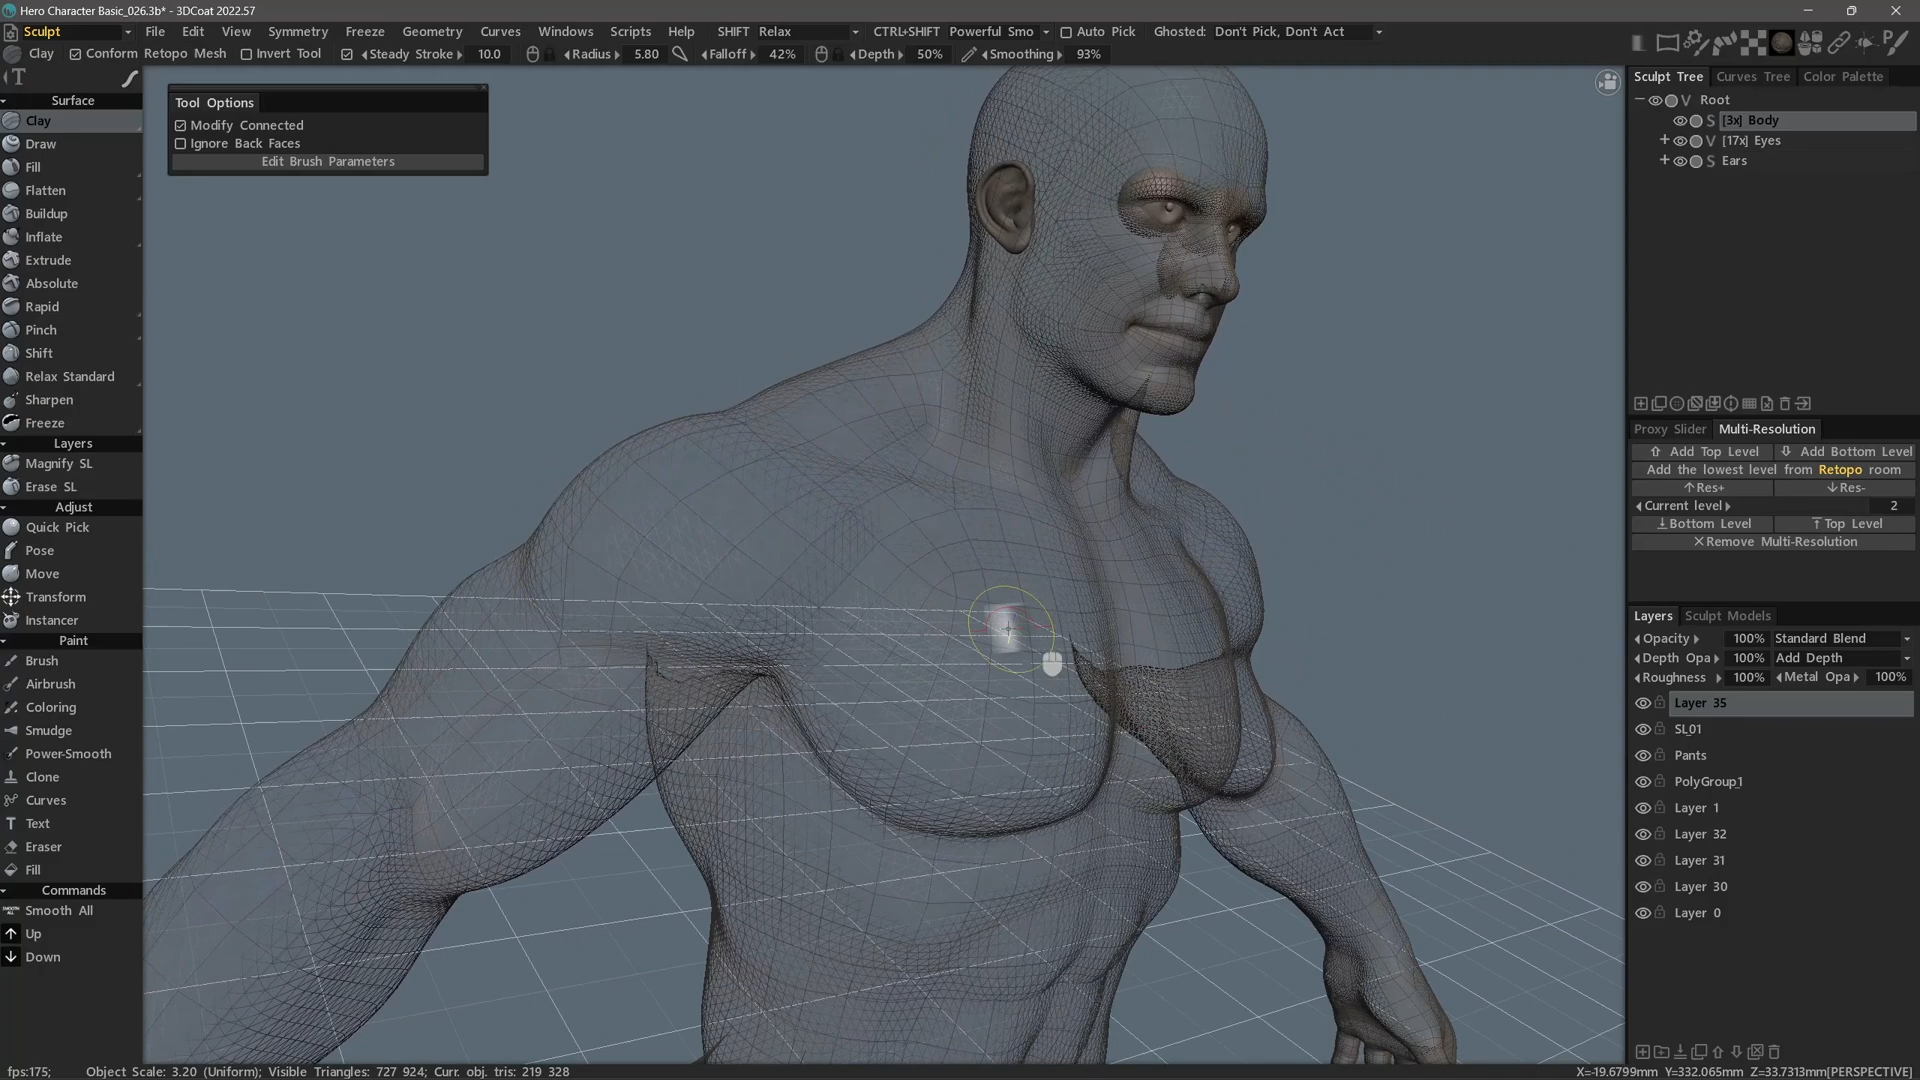 Hero Character Basic_026.3b* - 3DCoat 2022.57
Sculpt File Edit View Symmetry Freeze Geometry Curves Windows Scripts Help SHIFT Relax CTRL+SHIFT Powerful Smo Auto Pick Ghosted: Don't Pick, Don't Act
Clay Conform Retopo Mesh Invert Tool Steady Stroke 10.0 Radius 5.80 Falloff 42% Depth 50% Smoothing 93%
Surface
Clay
Draw
Fill
Flatten
Buildup
Inflate
Extrude
Absolute
Rapid
Pinch
Shift
Relax Standard
Sharpen
Freeze
Layers
Magnify SL
Erase SL
Adjust
Quick Pick
Pose
Move
Transform
Instancer
Paint
Brush
Airbrush
Coloring
Smudge
Power-Smooth
Clone
Curves
Text
Eraser
Fill
Commands
Smooth All
Up
Down
Tool Options
Modify Connected
Ignore Back Faces
Edit Brush Parameters
Sculpt Tree Curves Tree Color Palette
V Root
S [3x] Body
V [17x] Eyes
S Ears
Proxy Slider Multi-Resolution
Add Top Level Add Bottom Level
Add the lowest level from Retopo room
Res+ Res-
Current level 2
Bottom Level Top Level
Remove Multi-Resolution
Layers Sculpt Models
Opacity 100% Standard Blend
Depth Opa 100% Add Depth
Roughness 100% Metal Opa 100%
Layer 35
SL_01
Pants
PolyGroup_1
Layer 1
Layer 32
Layer 31
Layer 30
Layer 0
fps:175; Object Scale: 3.20 (Uniform); Visible Triangles: 727 924; Curr. obj. tris: 219 328
X=-19.6799mm Y=332.065mm Z=33.7313mm[PERSPECTIVE]